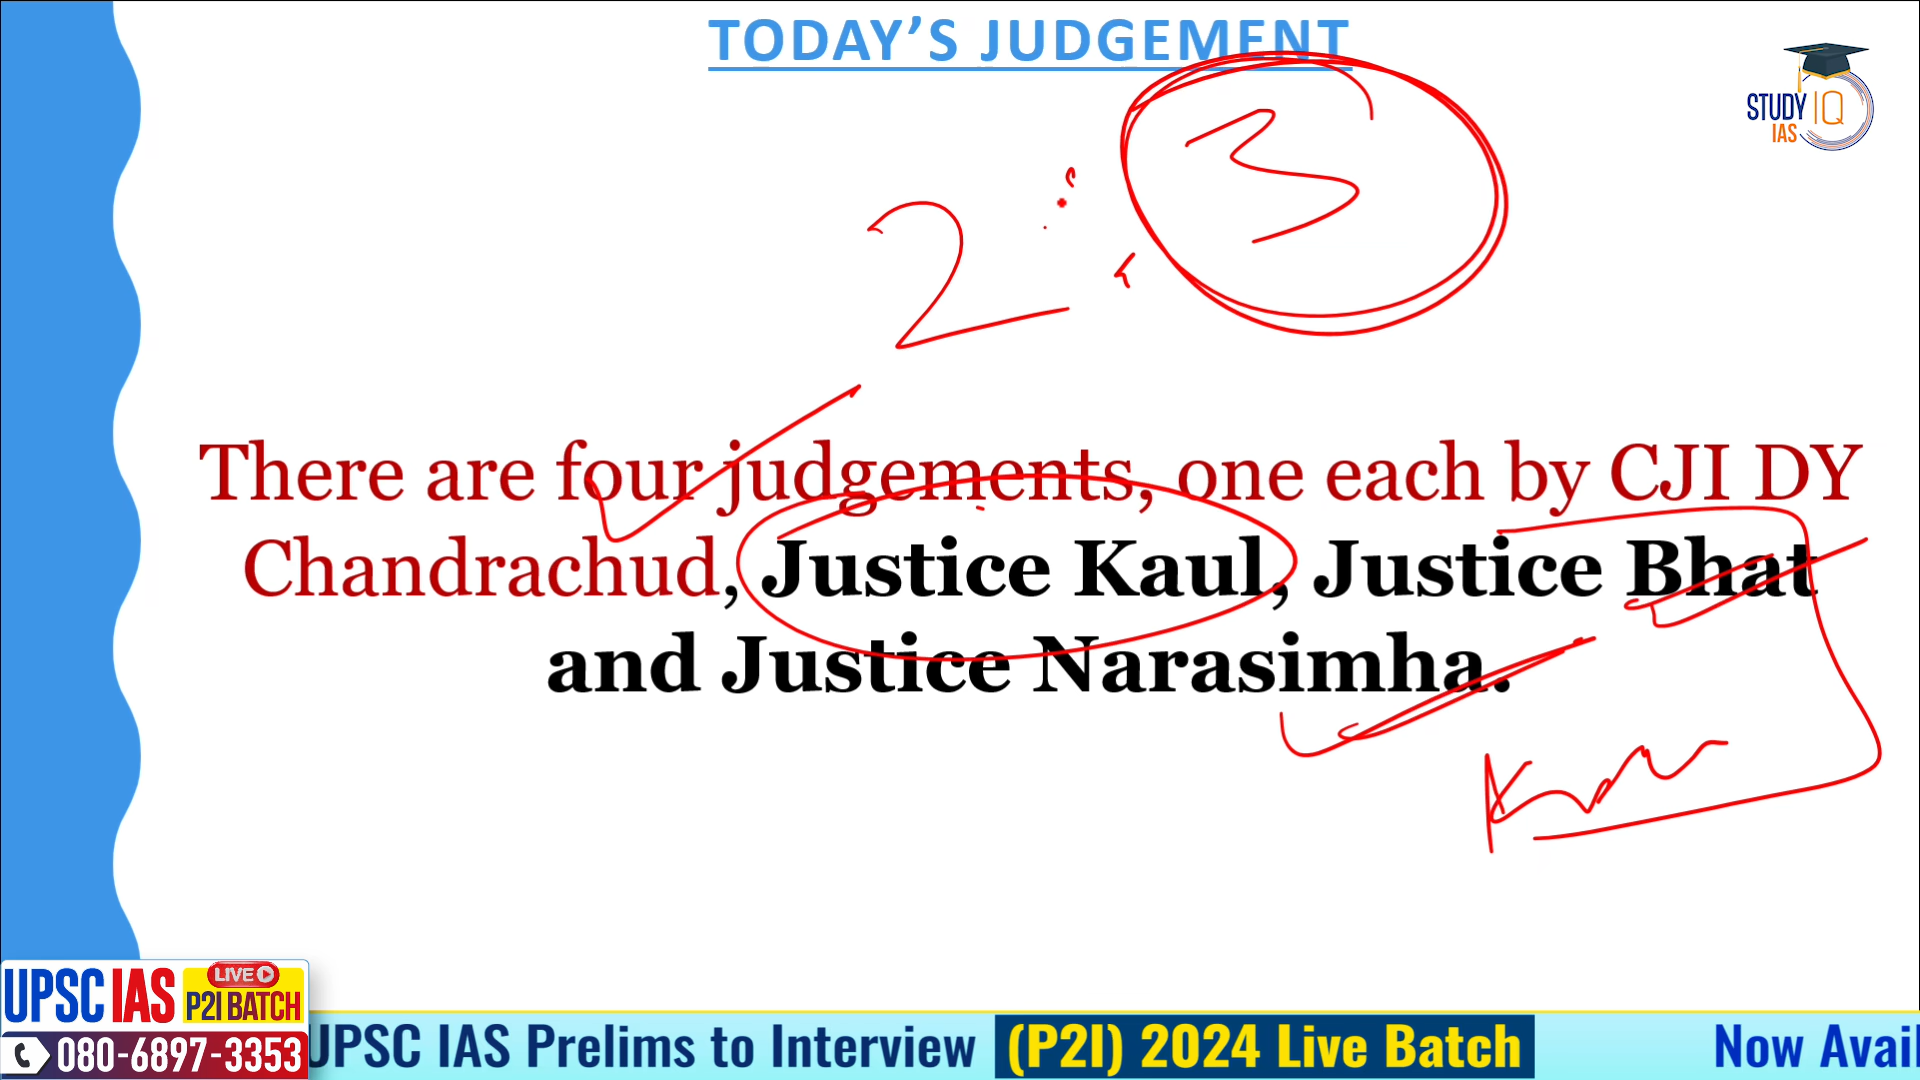 TODAY’S JUDGEMENT
STUDY IQ
IAS
2 : 3
There are four judgements, one each by CJI DY
Chandrachud, Justice Kaul, Justice Bhat
and Justice Narasimha.
UPSC IAS LIVE
P2I BATCH
080-6897-3353
UPSC IAS Prelims to Interview (P2I) 2024 Live Batch Now Avail